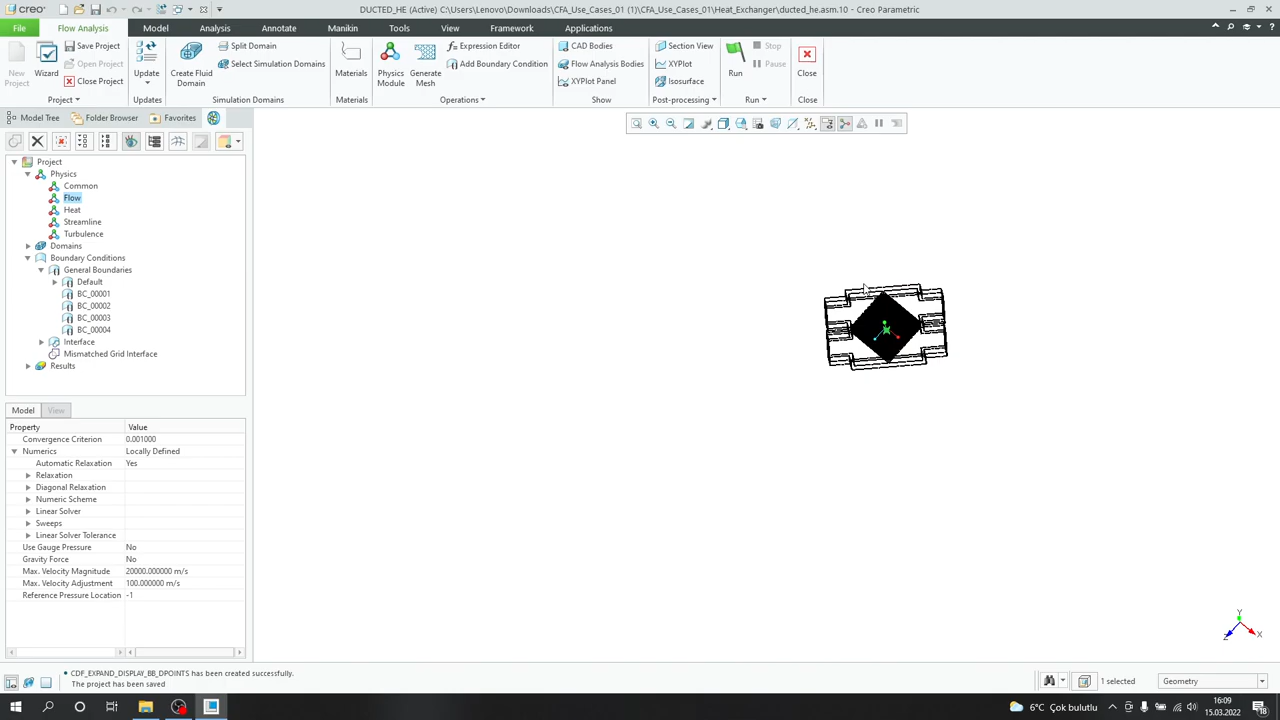 creo
DUCTED_HE (Active) C:\Users\Lenovo\Downloads\CFA_Use_Cases_01 (1)\CFA_Use_Cases_01\Heat_Exchanger\ducted_he.asm.10 - Creo Parametric
File Flow Analysis Model Analysis Annotate Manikin Tools View Framework Applications
New Project
Wizard
Save Project
Open Project
Close Project
Project
Update
Updates
Create Fluid Domain
Split Domain
Select Simulation Domains
Simulation Domains
Materials
Materials
Physics Module
Generate Mesh
Expression Editor
Add Boundary Condition
Operations
CAD Bodies
Flow Analysis Bodies
XYPlot Panel
Show
Section View
XYPlot
Isosurface
Post-processing
Run
Stop
Pause
Run
Close
Close
Model Tree Folder Browser Favorites
Project
Physics
Common
Flow
Heat
Streamline
Turbulence
Domains
Boundary Conditions
General Boundaries
Default
BC_00001
BC_00002
BC_00003
BC_00004
Interface
Mismatched Grid Interface
Results
Model View
Property Value
Convergence Criterion 0.001000
Numerics Locally Defined
Automatic Relaxation Yes
Relaxation
Diagonal Relaxation
Numeric Scheme
Linear Solver
Sweeps
Linear Solver Tolerance
Use Gauge Pressure No
Gravity Force No
Max. Velocity Magnitude 20000.000000 m/s
Max. Velocity Adjustment 100.000000 m/s
Reference Pressure Location -1
Y
Z X
• CDF_EXPAND_DISPLAY_BB_DPOINTS has been created successfully.
• The project has been saved
1 selected
Geometry
6°C Çok bulutlu
16:09
15.03.2022
18